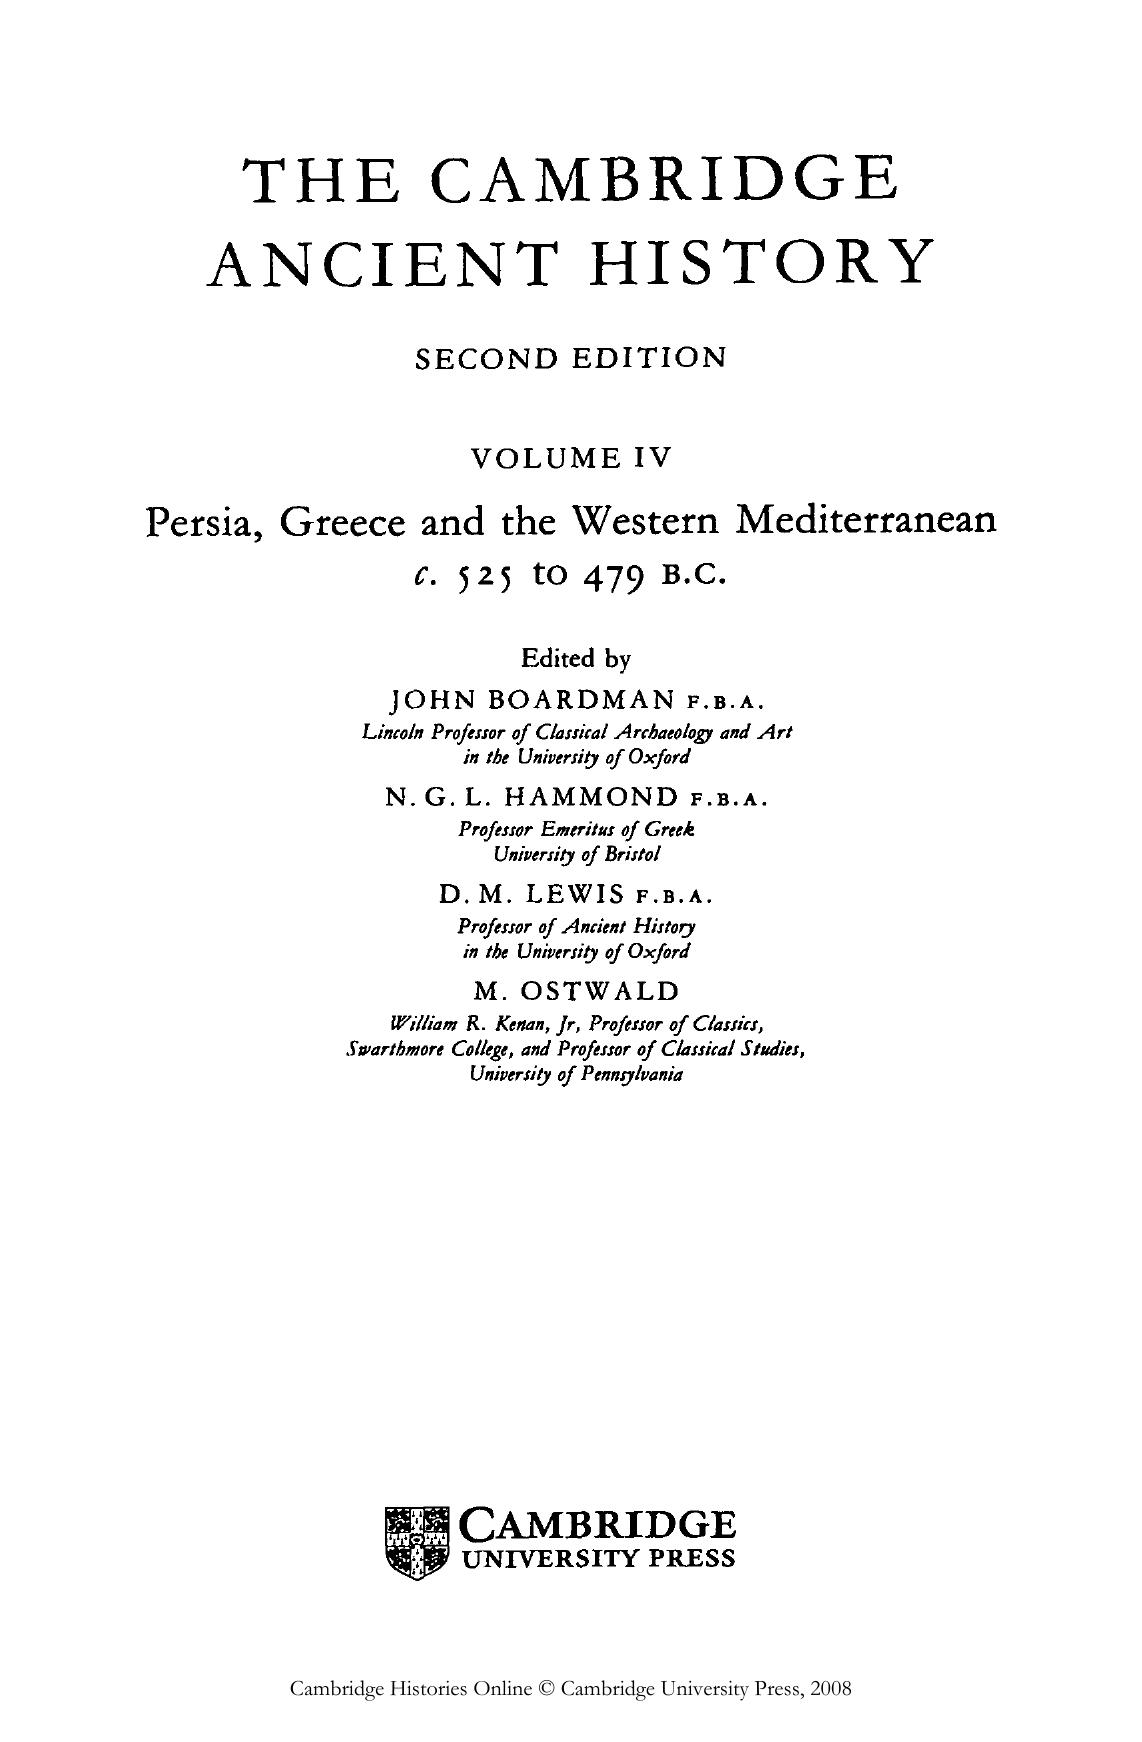 THE CAMBRIDGE
ANCIENT HISTORY
SECOND EDITION
VOLUME IV
Persia, Greece and the Western Mediterranean
c. 525 to 479 B.C.
Edited by
JOHN BOARDMAN F.B.A.
Lincoln Professor of Classical Archaeology and Art
in the University of Oxford
N. G. L. HAMMOND F.B.A.
Professor Emeritus of Greek
University of Bristol
D. M. LEWIS F.B.A.
Professor of Ancient History
in the University of Oxford
M. OSTWALD
William R. Kenan, Jr, Professor of Classics,
Swarthmore College, and Professor of Classical Studies,
University of Pennsylvania
CAMBRIDGE
UNIVERSITY PRESS
Cambridge Histories Online © Cambridge University Press, 2008